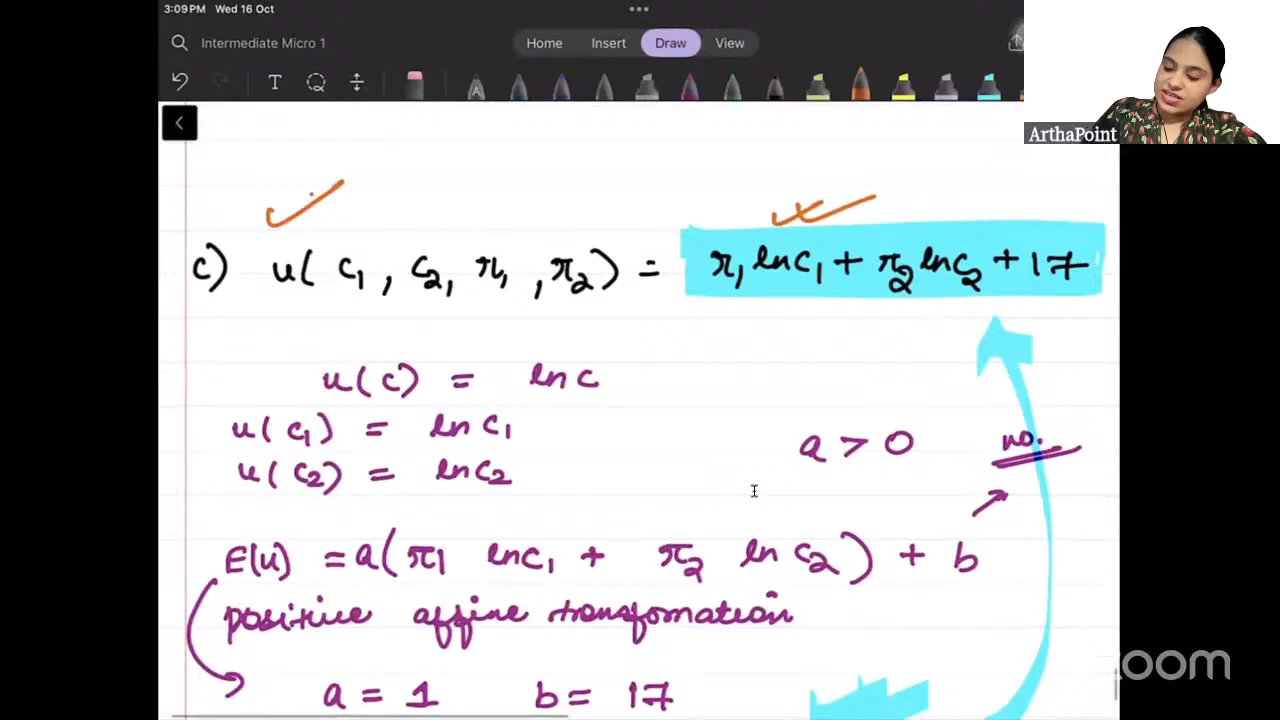 3:09 PM Wed 16 Oct
Intermediate Micro 1
Home Insert Draw View
ArthaPoint
c) u( c₁ , c₂, π₁ , π₂ ) = π₁ ln c₁ + π₂ ln c₂ + 17
u( c ) = ln c
u( c₁ ) = ln c₁
a > 0 no.
u( c₂ ) = ln c₂
E(u) = a( π₁ ln c₁ + π₂ ln c₂ ) + b
positive affine transfomation
a = 1 b = 17
zoom